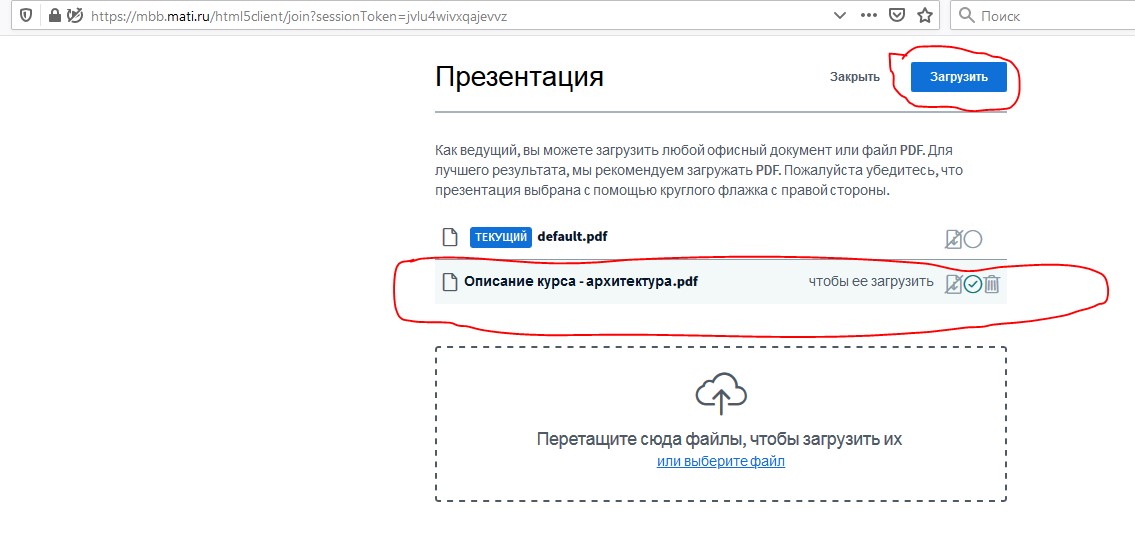 https://mbb.mati.ru/html5client/join?sessionToken=jvlu4wivxqajevvz
Поиск
Презентация
Закрыть
Загрузить
Как ведущий, вы можете загрузить любой офисный документ или файл PDF. Для
лучшего результата, мы рекомендуем загружать PDF. Пожалуйста убедитесь, что
презентация выбрана с помощью круглого флажка с правой стороны.
ТЕКУЩИЙ default.pdf
Описание курса - архитектура.pdf чтобы ее загрузить
Перетащите сюда файлы, чтобы загрузить их
или выберите файл